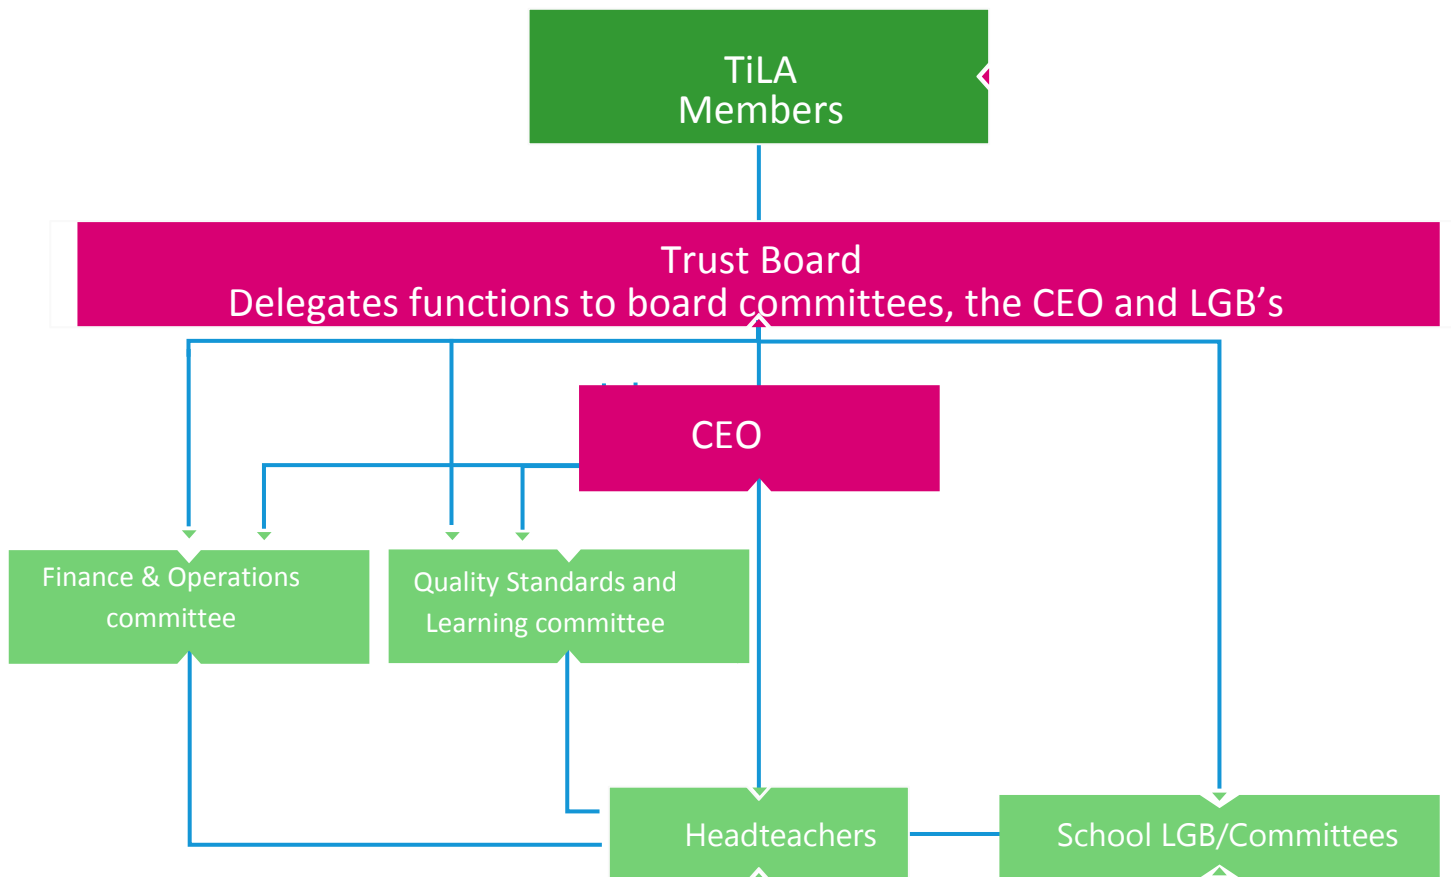 TiLA
Members
Trust Board
Delegates functions to board committees, the CEO and LGB’s
CEO
Finance & Operations
committee
Quality Standards and
Learning committee
Headteachers
School LGB/Committees